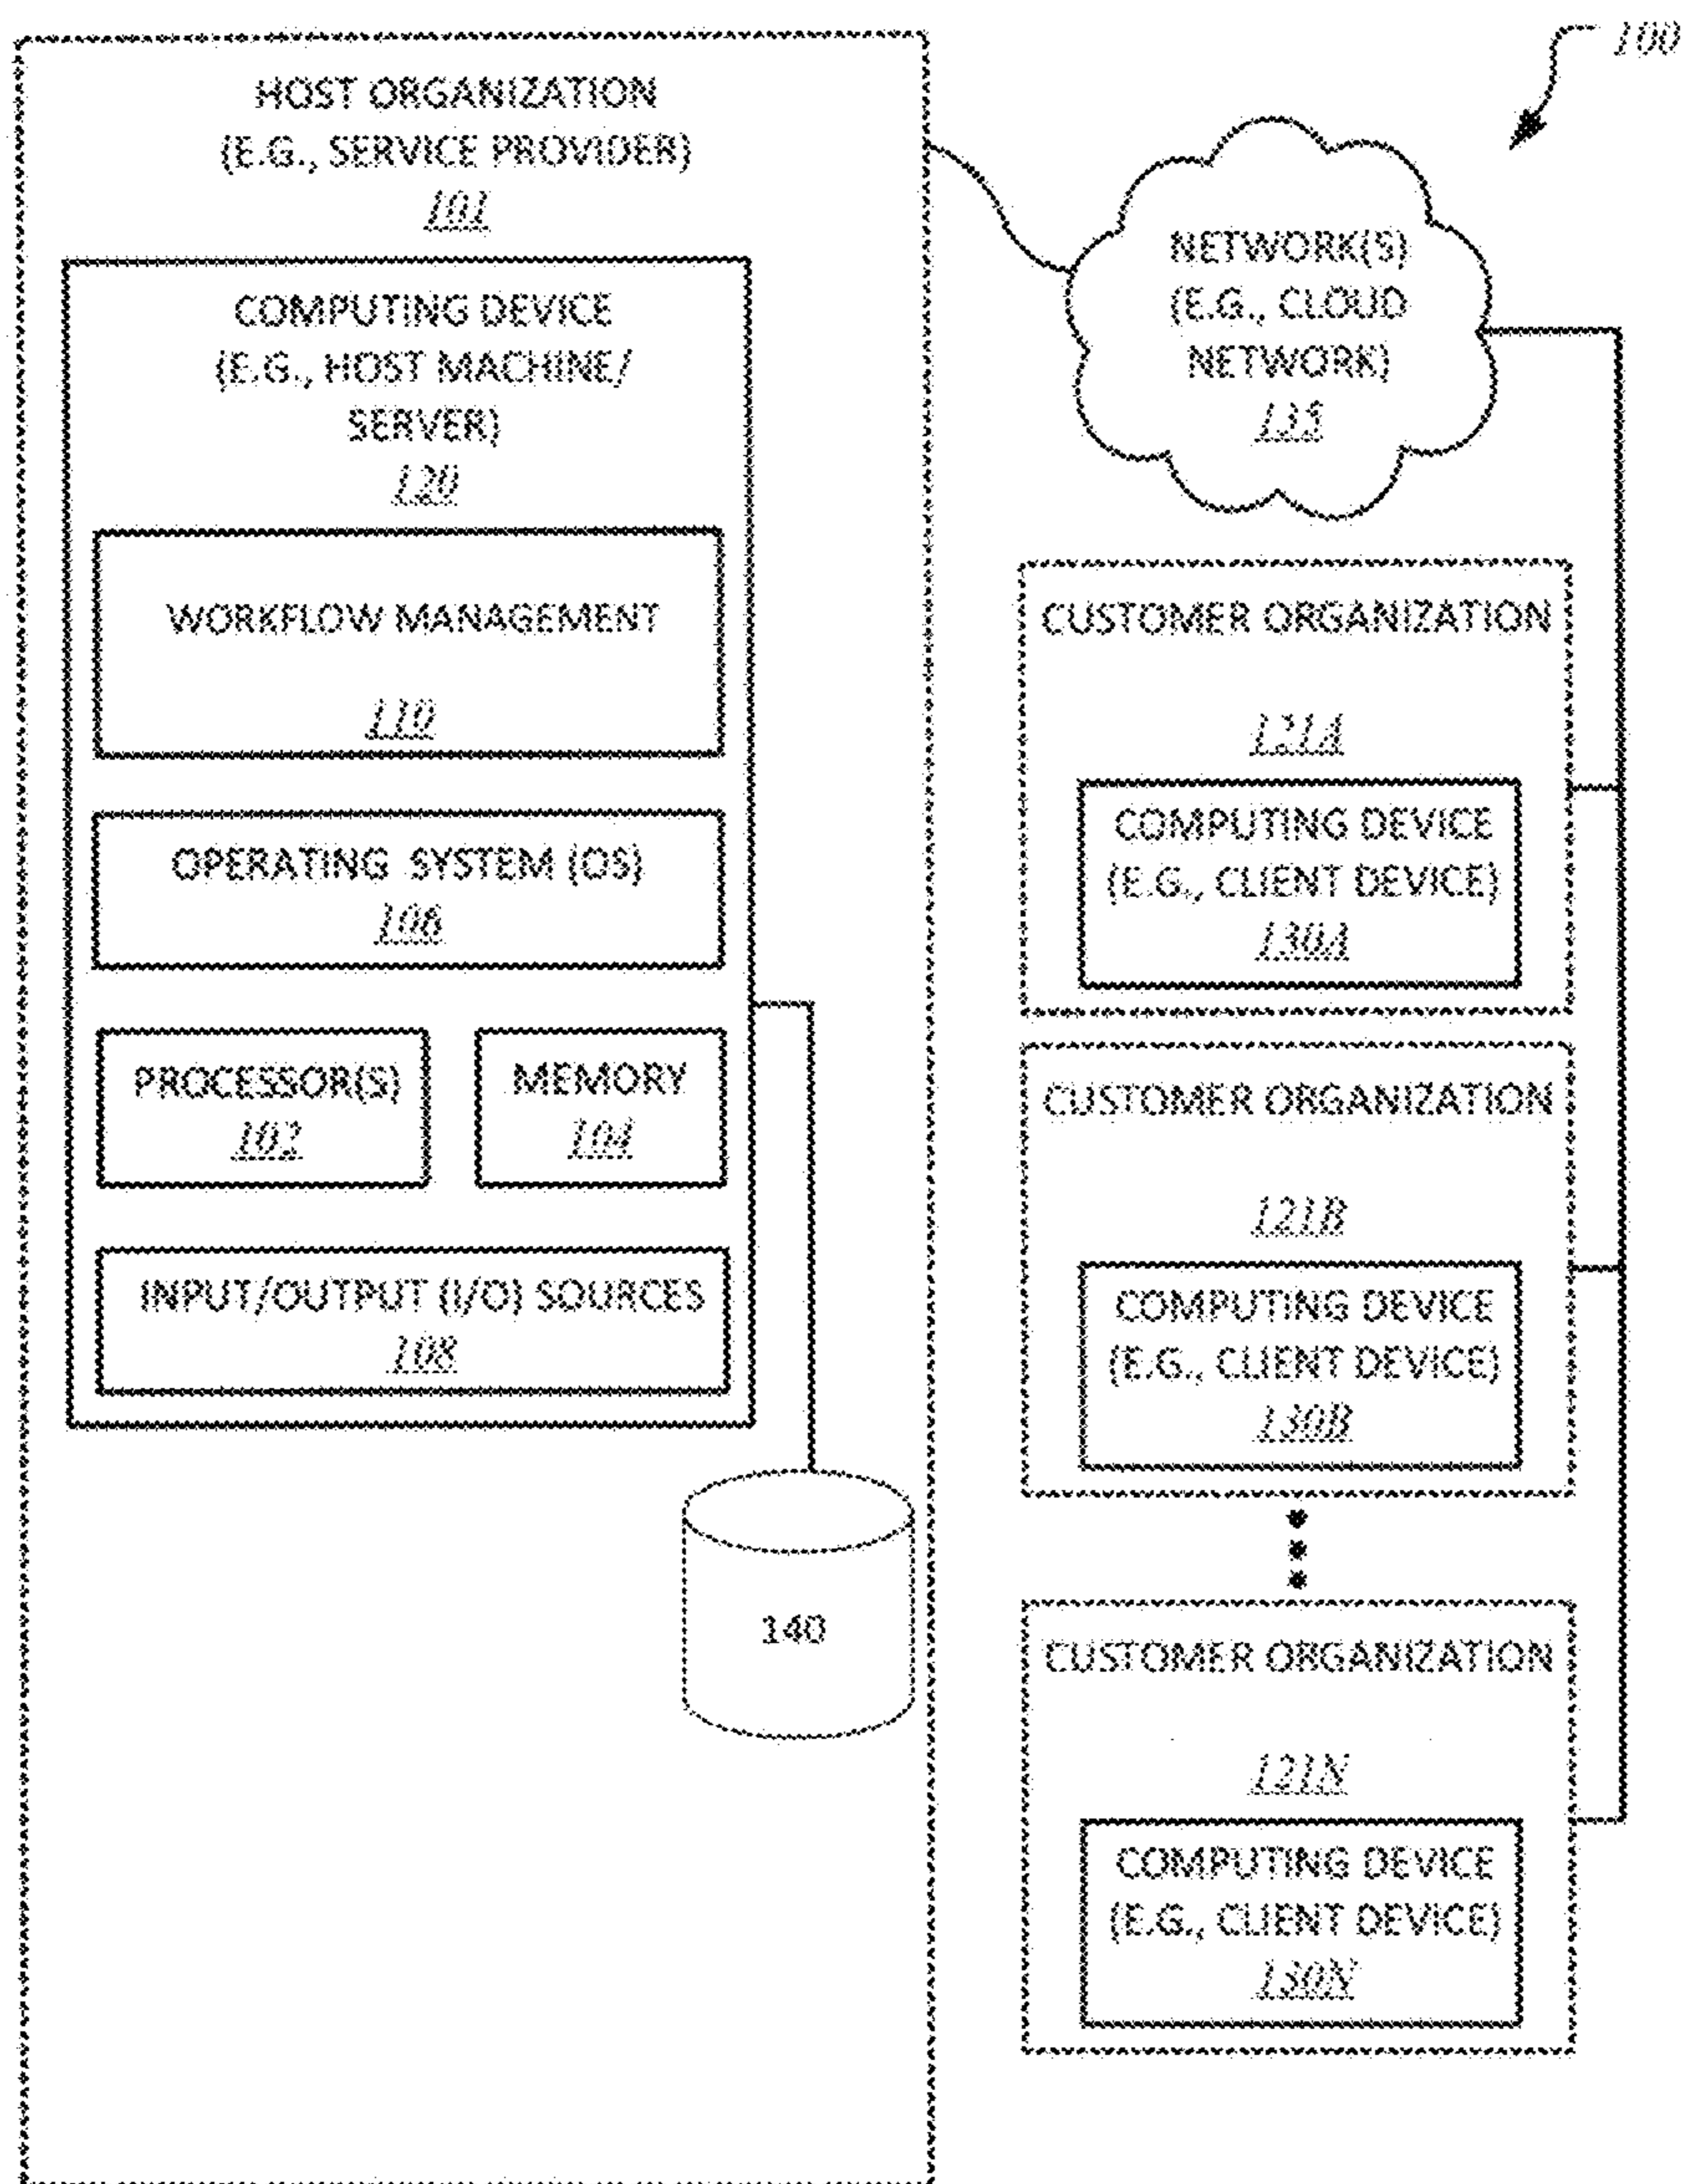 100
HOST ORGANIZATION
(E.G., SERVICE PROVIDER)
101
COMPUTING DEVICE
(E.G., HOST MACHINE/
SERVER)
120
WORKFLOW MANAGEMENT
110
OPERATING SYSTEM (OS)
106
PROCESSOR(S)
102
MEMORY
104
INPUT/OUTPUT (I/O) SOURCES
108
140
NETWORK(S)
(E.G., CLOUD
NETWORK)
135
CUSTOMER ORGANIZATION
121A
COMPUTING DEVICE
(E.G., CLIENT DEVICE)
130A
CUSTOMER ORGANIZATION
121B
COMPUTING DEVICE
(E.G., CLIENT DEVICE)
130B
CUSTOMER ORGANIZATION
121N
COMPUTING DEVICE
(E.G., CLIENT DEVICE)
130N